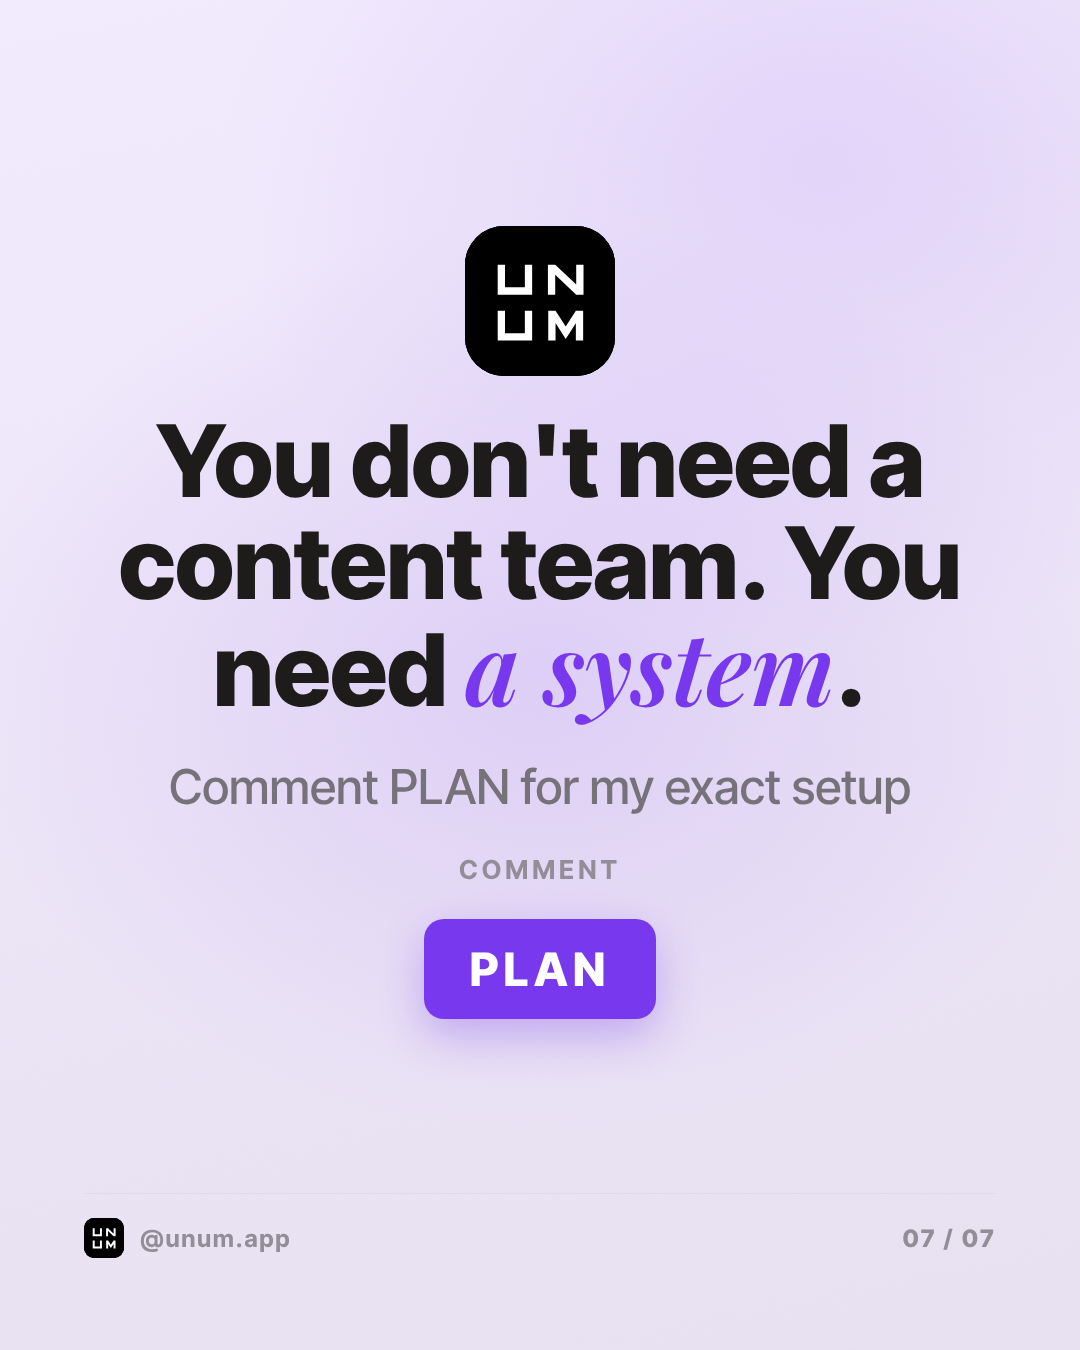 UN
UM
You don't need a
content team. You
need a system.
Comment PLAN for my exact setup
COMMENT
PLAN
UN
UM
@unum.app
07 / 07